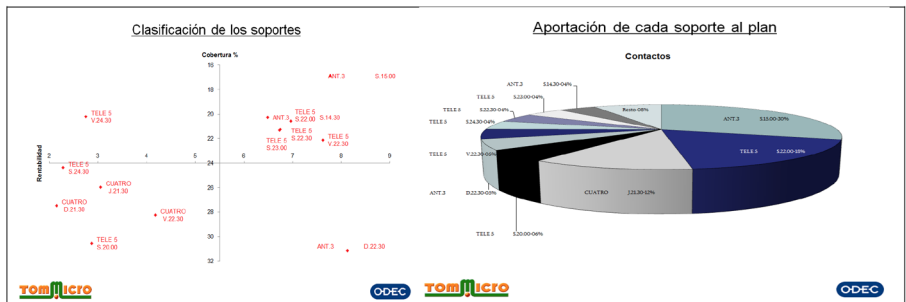 Clasificación de los soportes
Cobertura %
16
ANT.3 S.15.00
18
TELE 5
V.24.30
20
ANT.3 S.14.30
TELE 5
S.22.00
TELE 5
S.22.30
TELE 5
S.23.00
22
TELE 5
V.22.30
Rentabilidad
2 3 4 5 6 7 8 9
24
TELE 5
S.24.30
CUATRO
J.21.30
26
CUATRO
D.21.30
28
CUATRO
V.22.30
TELE 5
S.20.00
30
ANT.3 D.22.30
32
TOMMICRO
ODEC
Aportación de cada soporte al plan
Contactos
ANT.3 S.14.30-04%
TELE 5 S.23.00-04%
TELE 5 S.22.30-04%
TELE 5 S.24.30-04%
TELE 5 V.22.30-05%
ANT.3 D.22.30-05%
TELE 5 S.20.00-06%
CUATRO J.21.30-12%
TELE 5 S.22.00-18%
ANT.3 S.15.00-30%
Resto-08%
TOMMICRO
ODEC